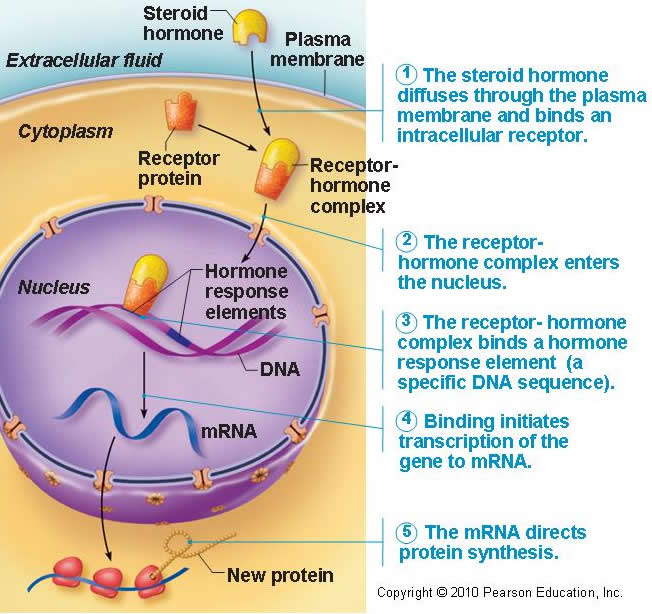 Steroid
hormone
Plasma
membrane
Extracellular fluid
1 The steroid hormone
diffuses through the plasma
membrane and binds an
intracellular receptor.
Cytoplasm
Receptor
protein
Receptor-
hormone
complex
2 The receptor-
hormone complex enters
the nucleus.
Nucleus
Hormone
response
elements
3 The receptor- hormone
complex binds a hormone
response element (a
specific DNA sequence).
DNA
mRNA
4 Binding initiates
transcription of the
gene to mRNA.
5 The mRNA directs
protein synthesis.
New protein
Copyright © 2010 Pearson Education, Inc.